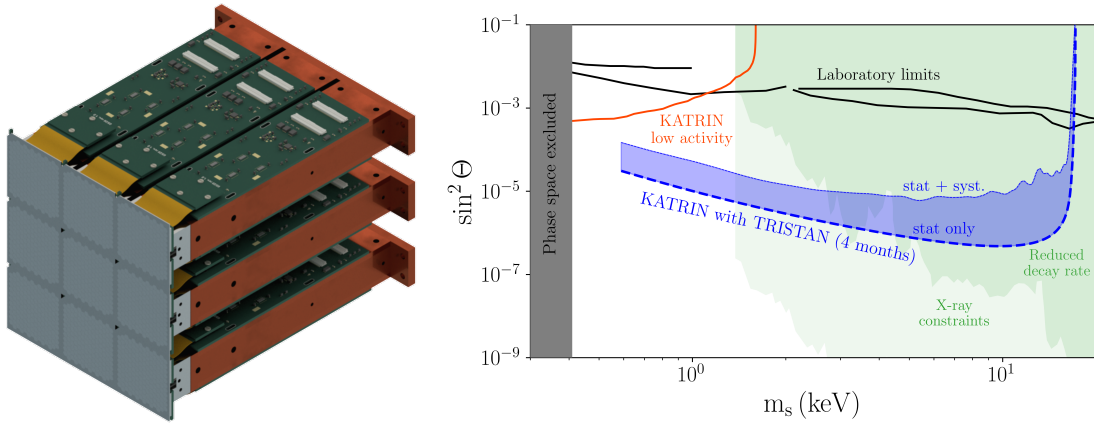 10⁻¹
10⁻³
10⁻⁵
10⁻⁷
10⁻⁹
sin² Θ
Phase space excluded
Laboratory limits
KATRIN
low activity
stat + syst.
KATRIN with TRISTAN (4 months)
stat only
Reduced
decay rate
X-ray
constraints
10⁰
10¹
mₛ (keV)